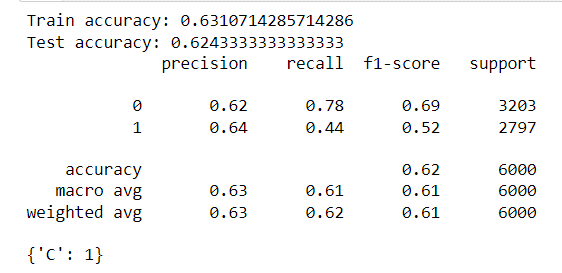 Train accuracy: 0.6310714285714286
Test accuracy: 0.6243333333333333
precision recall f1-score support
0 0.62 0.78 0.69 3203
1 0.64 0.44 0.52 2797
accuracy 0.62 6000
macro avg 0.63 0.61 0.61 6000
weighted avg 0.63 0.62 0.61 6000
{'C': 1}